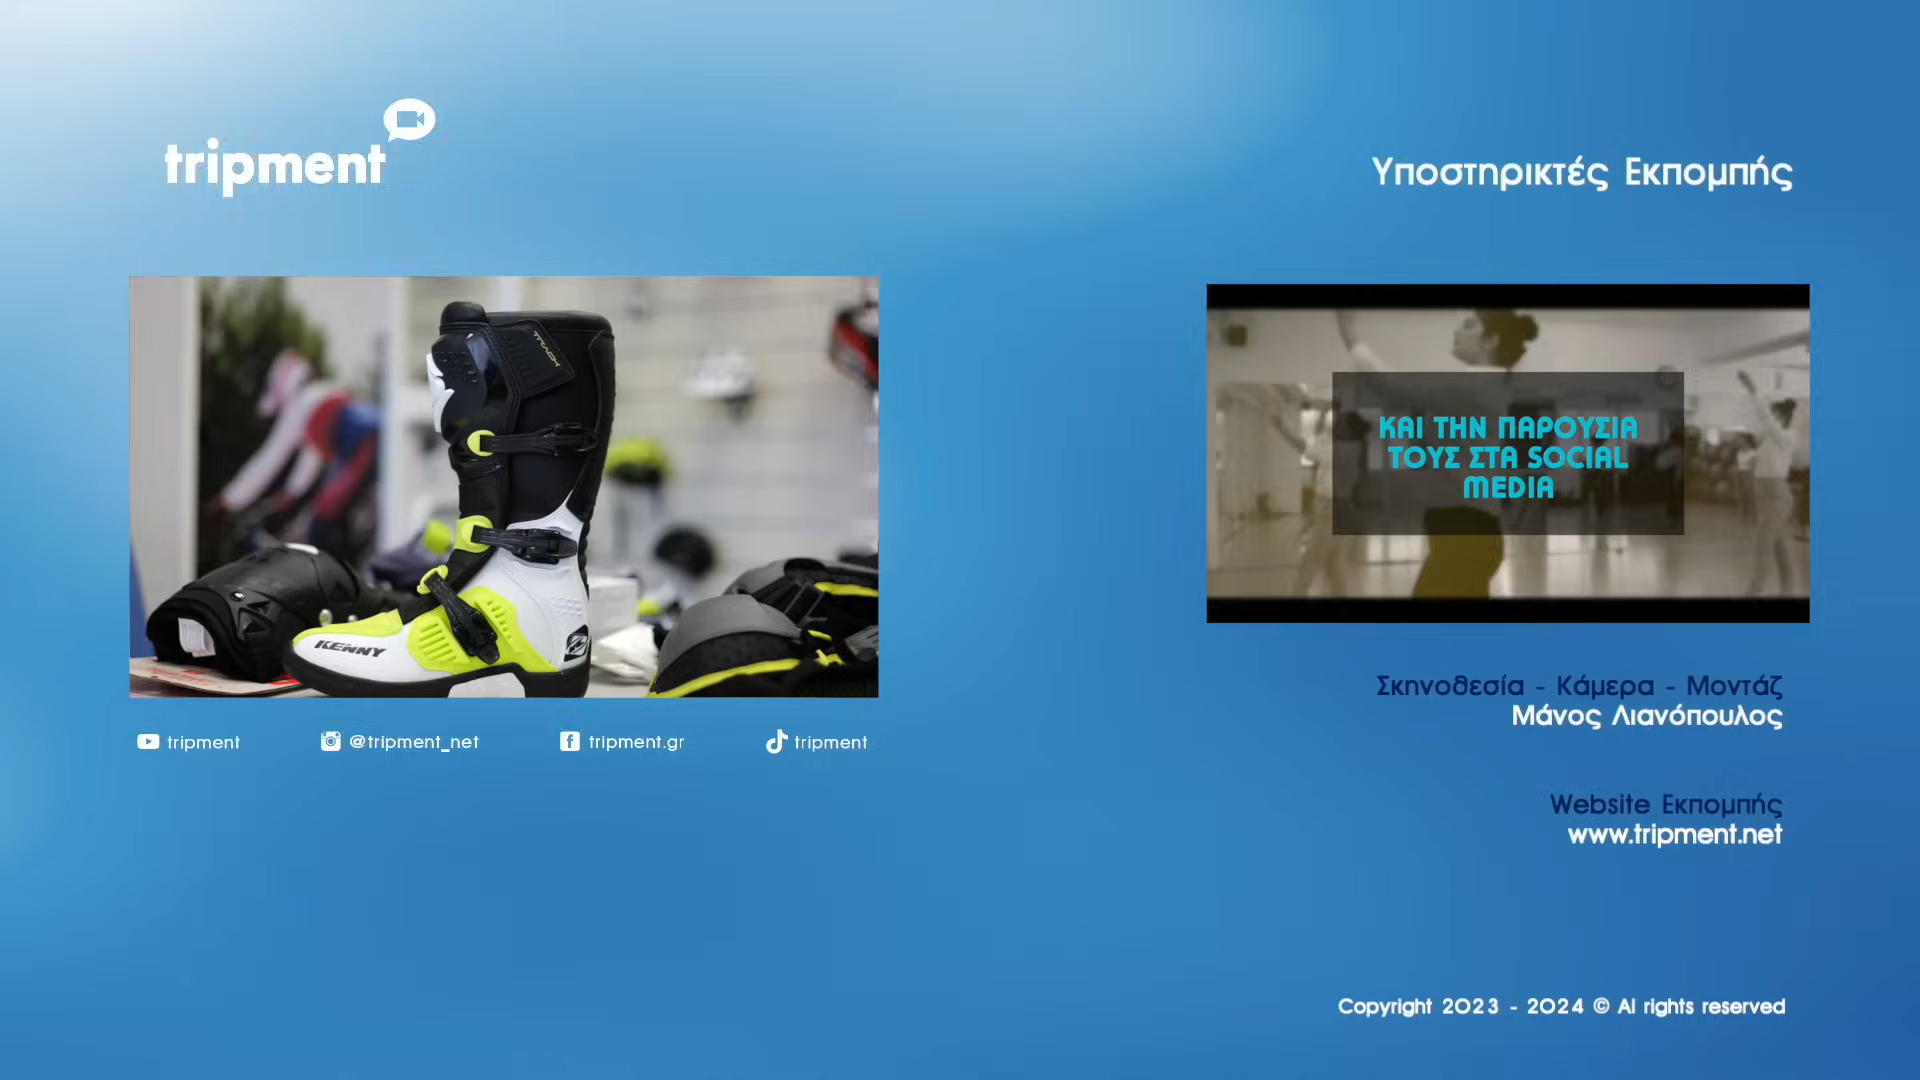 tripment
Υποστηρικτές Εκπομπής
TRACK
KENNY
ΚΑΙ ΤΗΝ ΠΑΡΟΥΣΙΑ
ΤΟΥΣ ΣΤΑ SOCIAL
MEDIA
tripment
@tripment_net
tripment.gr
tripment
Σκηνοθεσία - Κάμερα - Μοντάζ
Μάνος Λιανόπουλος
Website Εκπομπής
www.tripment.net
Copyright 2023 - 2024 © Al rights reserved